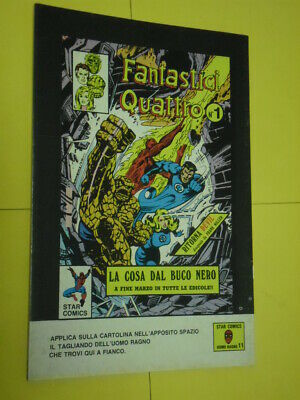 Fantastici
Quattro
1
RITORNA
LA COSA DAL BUCO NERO
A FINE MARZO IN TUTTE LE EDICOLE!
STAR
COMICS
APPLICA SULLA CARTOLINA NELL'APPOSITO SPAZIO
IL TAGLIANDO DELL'UOMO RAGNO
CHE TROVI QUI A FIANCO.
STAR COMICS
UOMO RAGNO 11